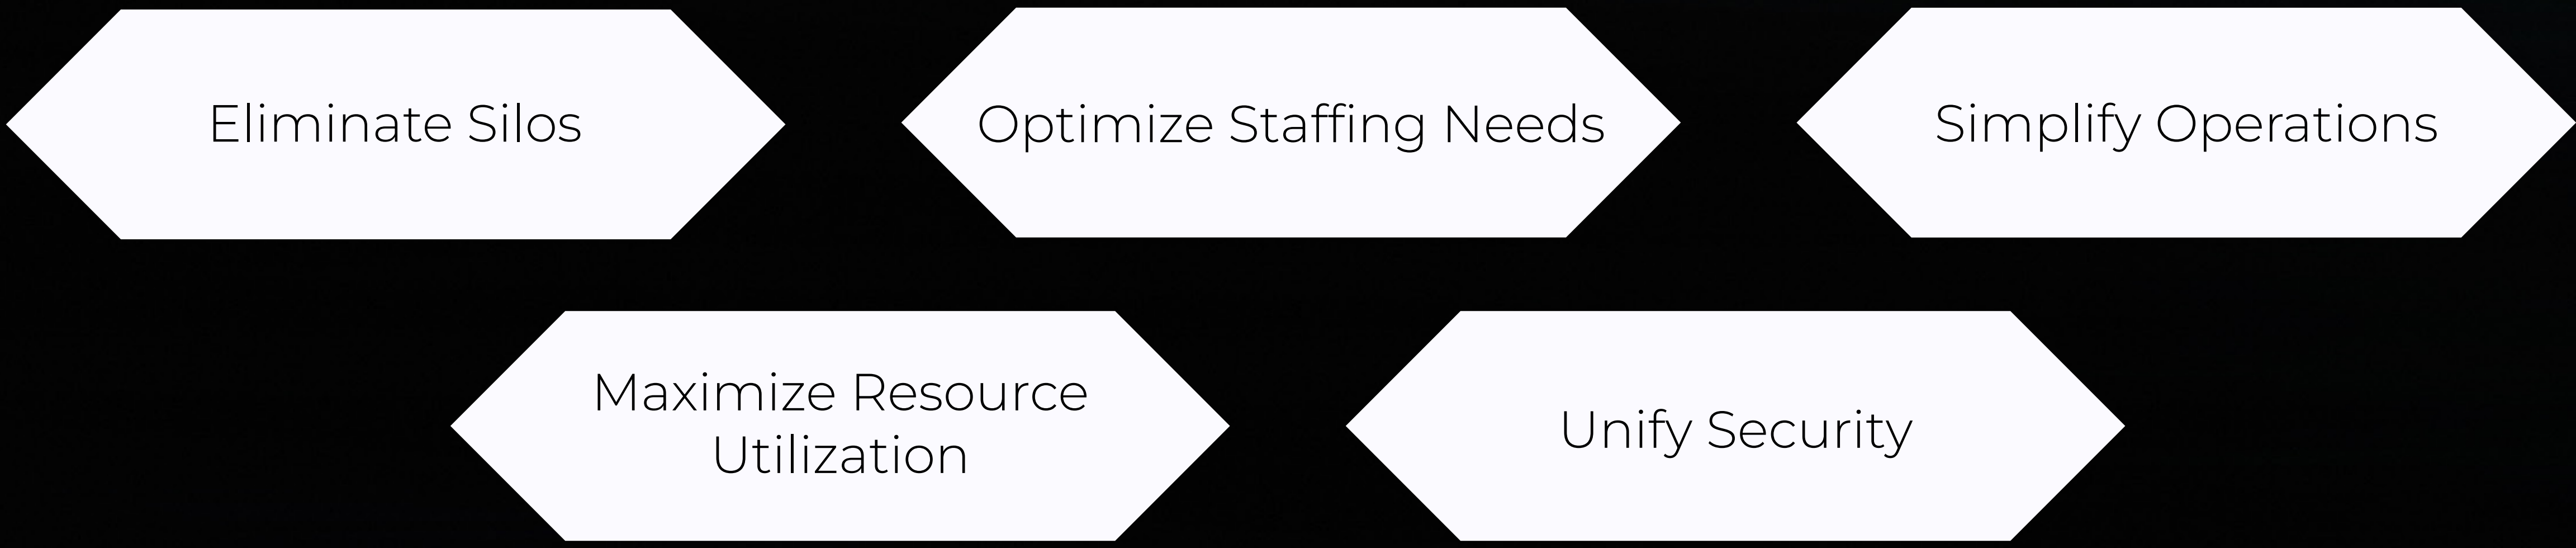 Eliminate Silos
Optimize Staffing Needs
Simplify Operations
Maximize Resource
Utilization
Unify Security